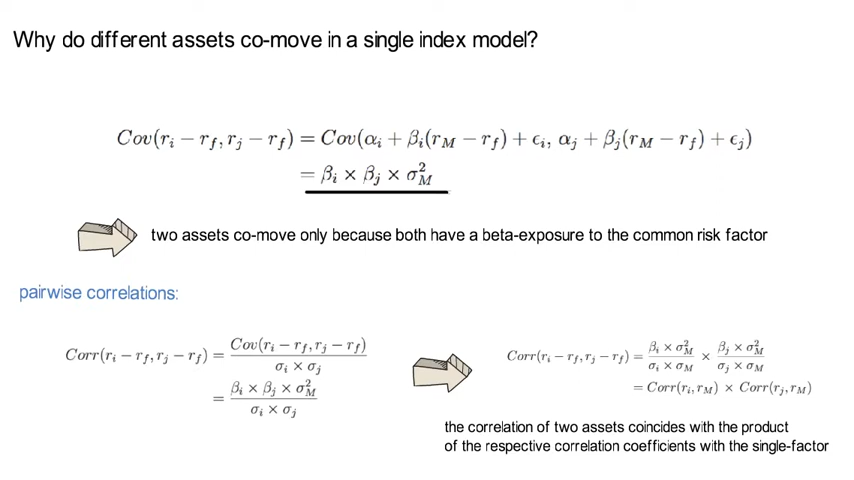 Why do different assets co-move in a single index model?
Cov(r_i − r_f, r_j − r_f) = Cov(α_i + β_i(r_M − r_f) + ϵ_i, α_j + β_j(r_M − r_f) + ϵ_j)
= β_i × β_j × σ_M^2
two assets co-move only because both have a beta-exposure to the common risk factor
pairwise correlations:
Corr(r_i − r_f, r_j − r_f) = Cov(r_i − r_f, r_j − r_f) / (σ_i × σ_j)
= (β_i × β_j × σ_M^2) / (σ_i × σ_j)
Corr(r_i − r_f, r_j − r_f) = (β_i × σ_M^2) / (σ_i × σ_M) × (β_j × σ_M^2) / (σ_j × σ_M)
= Corr(r_i, r_M) × Corr(r_j, r_M)
the correlation of two assets coincides with the product
of the respective correlation coefficients with the single-factor